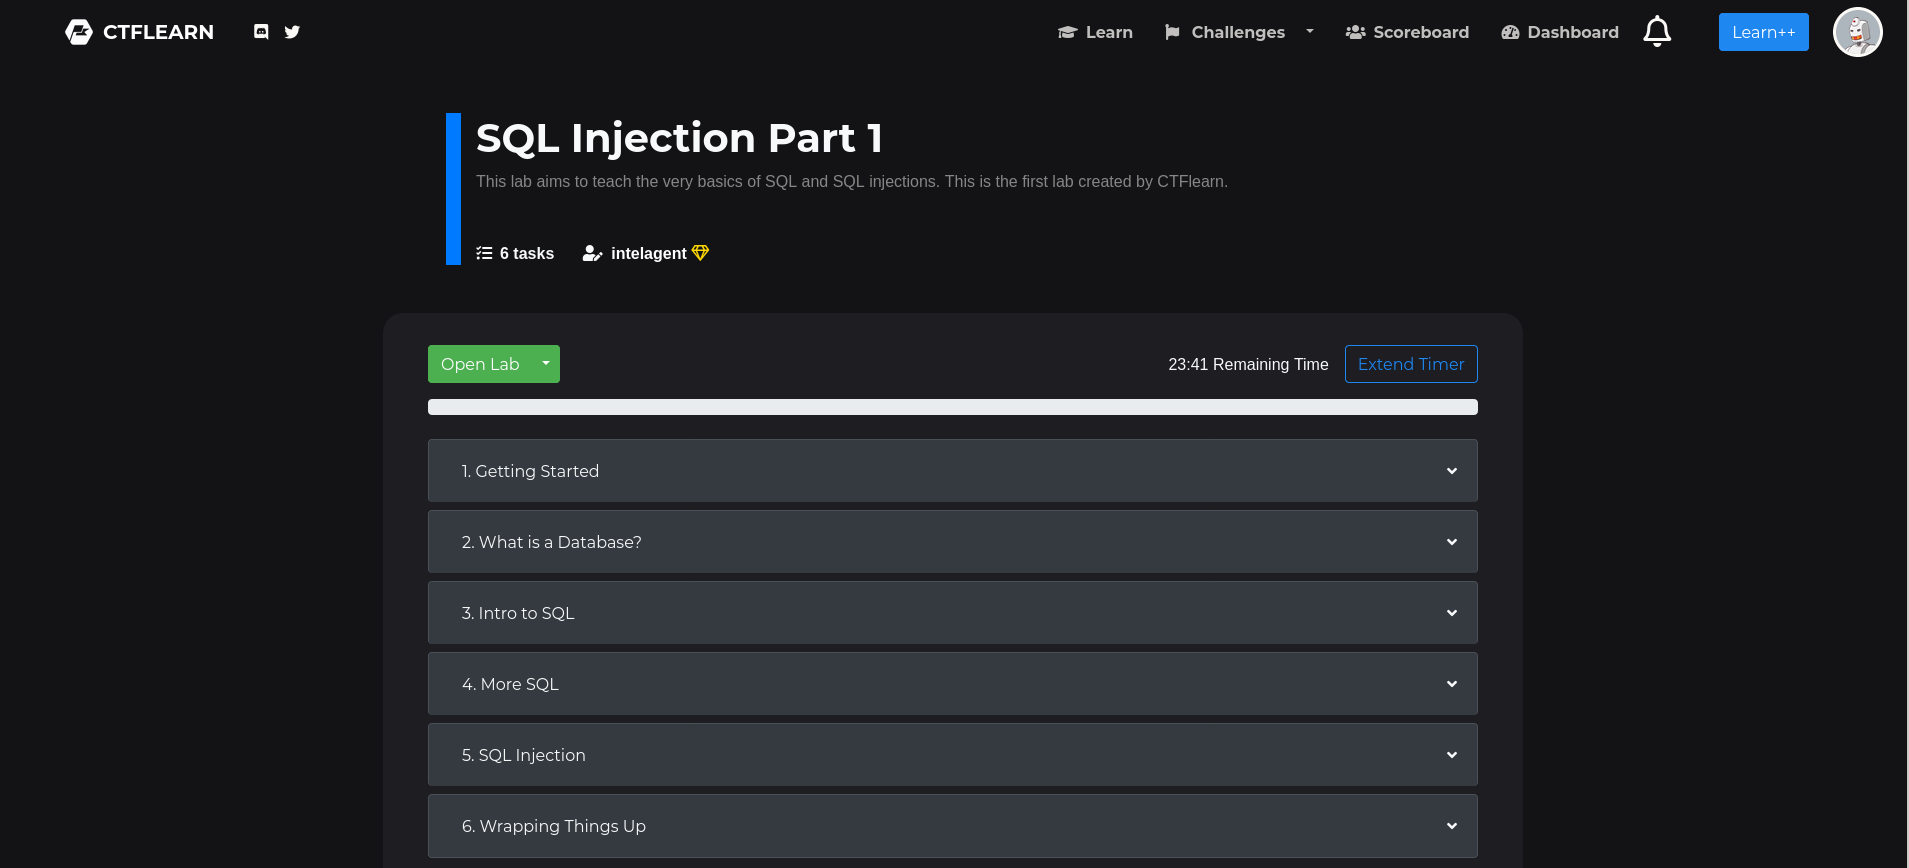 CTFLEARN
Learn
Challenges
Scoreboard
Dashboard
Learn++
SQL Injection Part 1
This lab aims to teach the very basics of SQL and SQL injections. This is the first lab created by CTFlearn.
6 tasks
intelagent
Open Lab
23:41 Remaining Time
Extend Timer
1. Getting Started
2. What is a Database?
3. Intro to SQL
4. More SQL
5. SQL Injection
6. Wrapping Things Up